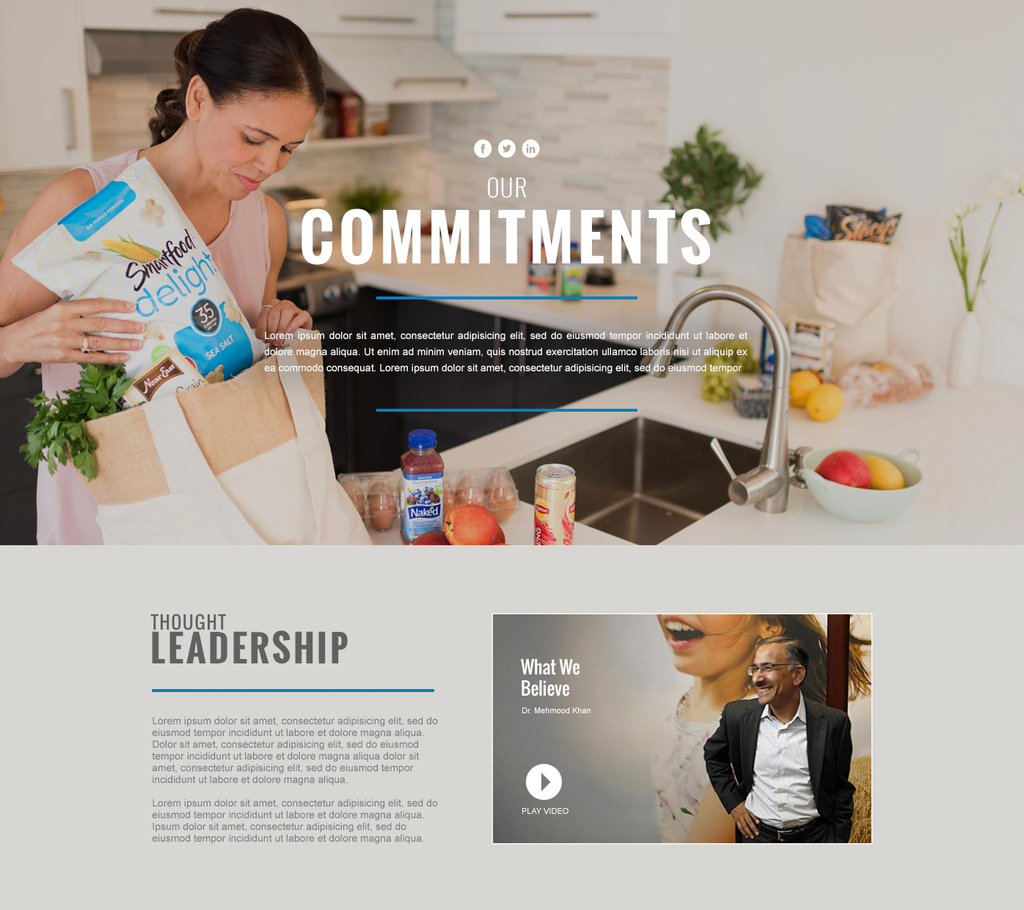 f
in
OUR
COMMITMENTS
Lorem ipsum dolor sit amet, consectetur adipisicing elit, sed do eiusmod tempor incididunt ut labore et
dolore magna aliqua. Ut enim ad minim veniam, quis nostrud exercitation ullamco laboris nisi ut aliquip ex
ea commodo consequat. Lorem ipsum dolor sit amet, consectetur adipisicing elit, sed do eiusmod tempor
AIR POPPED POPCORN
Smartfood
delight
35
SEA SALT
Near East
Stacy's
Naked
Lipton
THOUGHT
LEADERSHIP
Lorem ipsum dolor sit amet, consectetur adipisicing elit, sed do
eiusmod tempor incididunt ut labore et dolore magna aliqua.
Dolor sit amet, consectetur adipisicing elit, sed do eiusmod
tempor incididunt ut labore et dolore magna aliqua dolor sit
amet, consectetur adipisicing elit, sed do eiusmod tempor
incididunt ut labore et dolore magna aliqua.
Lorem ipsum dolor sit amet, consectetur adipisicing elit, sed do
eiusmod tempor incididunt ut labore et dolore magna aliqua.
Ipsum dolor sit amet, consectetur adipisicing elit, sed do
eiusmod tempor incididunt ut labore et dolore magna aliqua.
What We
Believe
Dr. Mehmood Khan
PLAY VIDEO